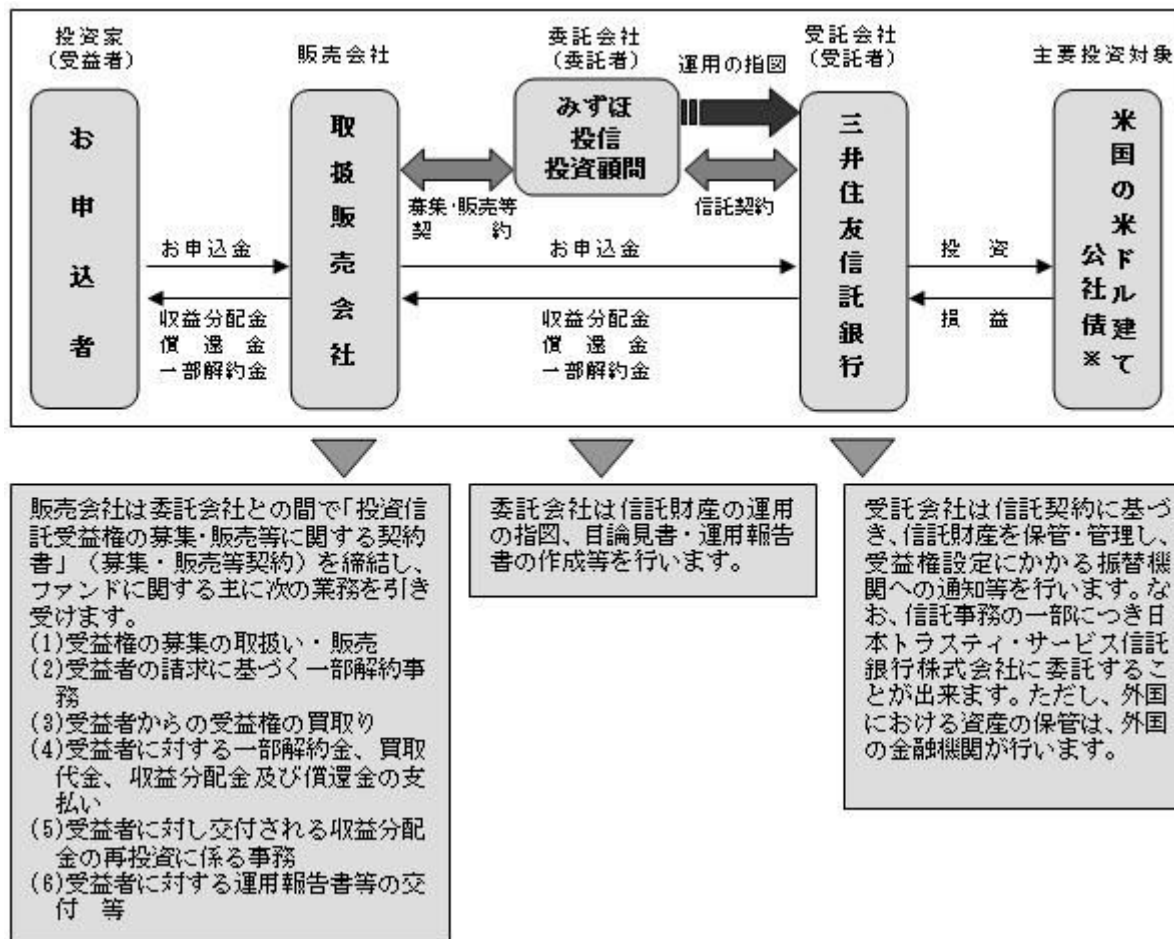 投資家
(受益者)
販売会社
委託会社
(委託者)
運用の指図
受託会社
(受託者)
主要投資対象
お申込者
取扱販売会社
みずほ
投信
投資顧問
三井住友信託銀行
米国の米ドル建て
公社債※
募集・販売等
契約
信託契約
お申込金
収益分配金
償還金
一部解約金
お申込金
収益分配金
償還金
一部解約金
投資
損益
販売会社は委託会社との間で「投資信
託受益権の募集・販売等に関する契約
書」(募集・販売等契約)を締結し、
ファンドに関する主に次の業務を引き
受けます。
(1)受益権の募集の取扱い・販売
(2)受益者の請求に基づく一部解約事
務
(3)受益者からの受益権の買取り
(4)受益者に対する一部解約金、買取
代金、収益分配金及び償還金の支
払い
(5)受益者に対し交付される収益分配
金の再投資に係る事務
(6)受益者に対する運用報告書等の交
付 等
委託会社は信託財産の運用
の指図、目論見書・運用報告
書の作成等を行います。
受託会社は信託契約に基づ
き、信託財産を保管・管理し、
受益権設定にかかる振替機
関への通知等を行います。な
お、信託事務の一部につき日
本トラスティ・サービス信託
銀行株式会社に委託するこ
とが出来ます。ただし、外国
における資産の保管は、外国
の金融機関が行います。